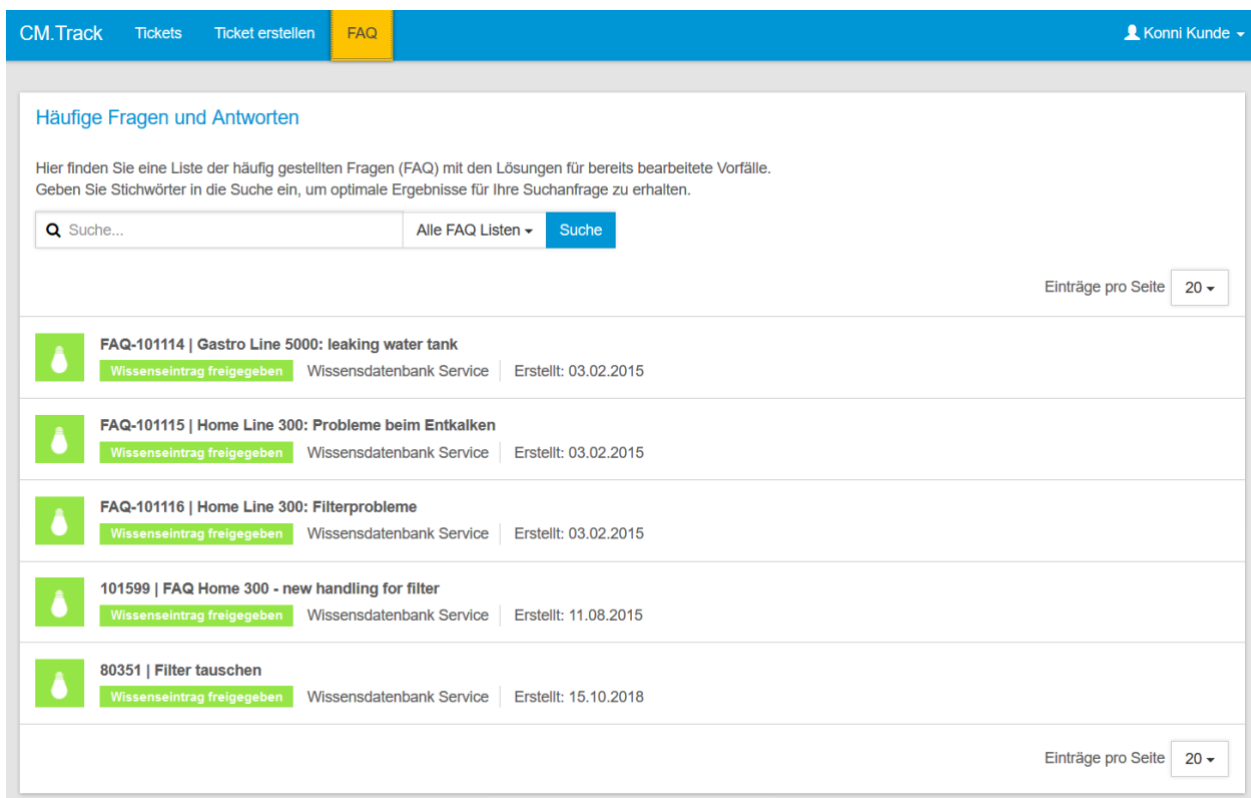 CM.Track Tickets Ticket erstellen FAQ Konni Kunde
Häufige Fragen und Antworten
Hier finden Sie eine Liste der häufig gestellten Fragen (FAQ) mit den Lösungen für bereits bearbeitete Vorfälle.
Geben Sie Stichwörter in die Suche ein, um optimale Ergebnisse für Ihre Suchanfrage zu erhalten.
Suche... Alle FAQ Listen Suche
Einträge pro Seite 20
FAQ-101114 | Gastro Line 5000: leaking water tank
Wissenseintrag freigegeben Wissensdatenbank Service Erstellt: 03.02.2015
FAQ-101115 | Home Line 300: Probleme beim Entkalken
Wissenseintrag freigegeben Wissensdatenbank Service Erstellt: 03.02.2015
FAQ-101116 | Home Line 300: Filterprobleme
Wissenseintrag freigegeben Wissensdatenbank Service Erstellt: 03.02.2015
101599 | FAQ Home 300 - new handling for filter
Wissenseintrag freigegeben Wissensdatenbank Service Erstellt: 11.08.2015
80351 | Filter tauschen
Wissenseintrag freigegeben Wissensdatenbank Service Erstellt: 15.10.2018
Einträge pro Seite 20